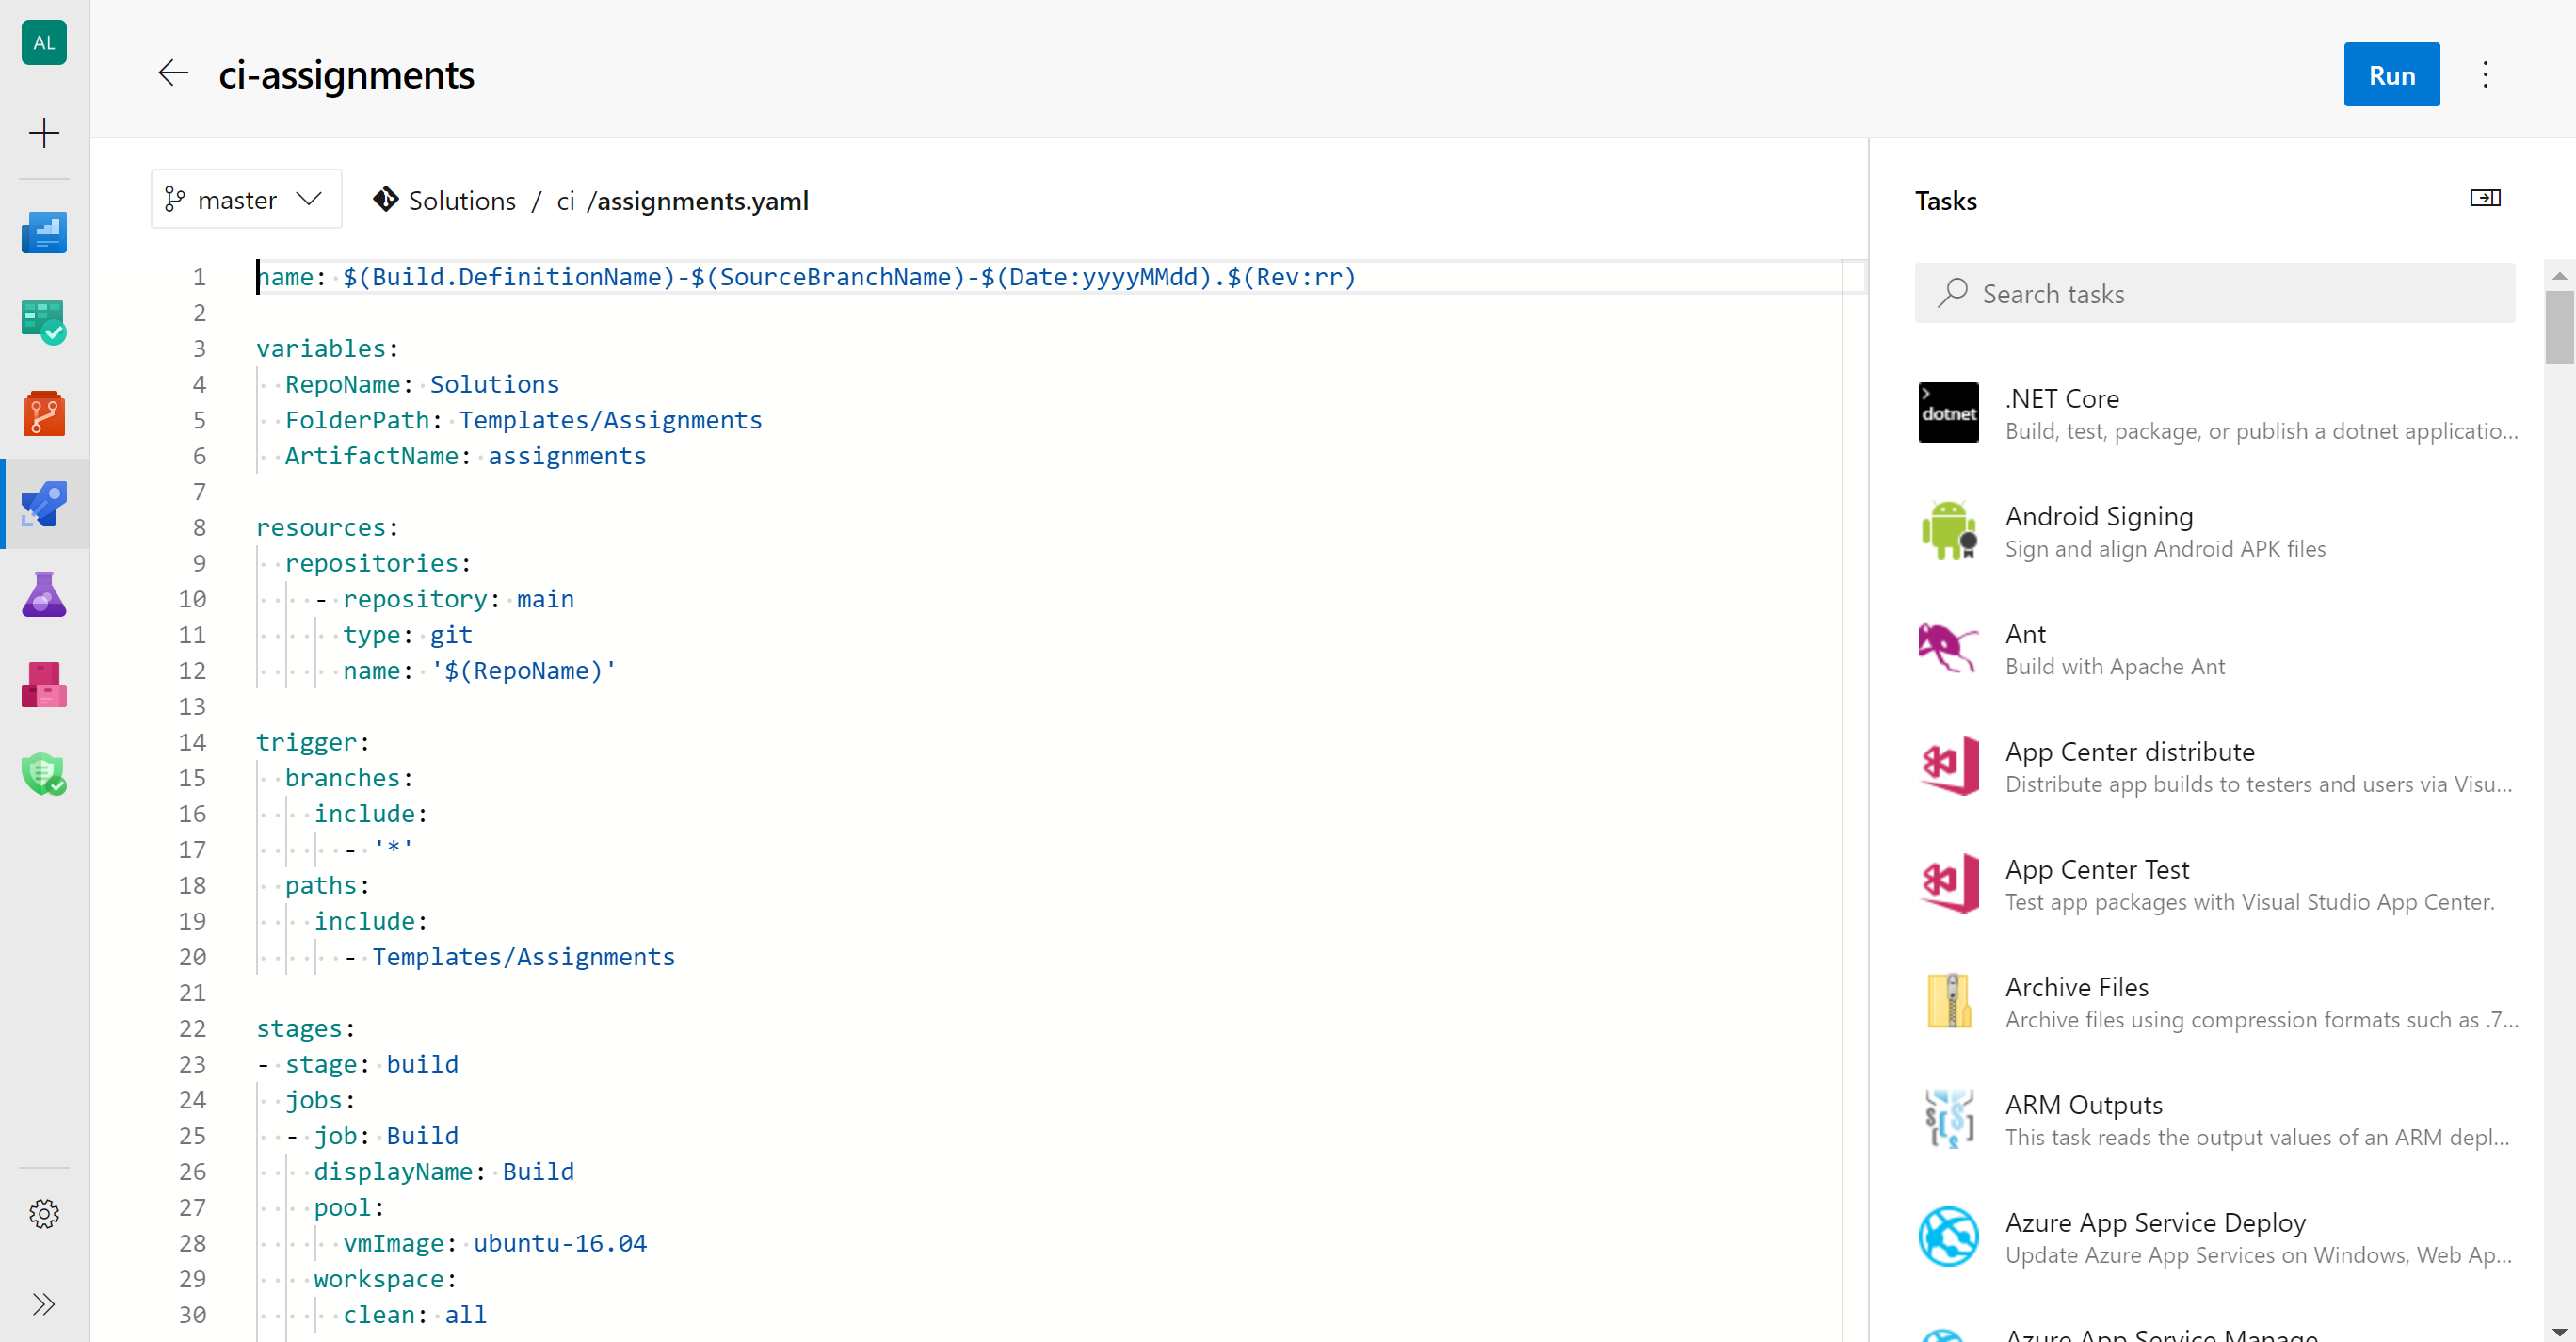 AL
ci-assignments
Run
master
Solutions / ci /assignments.yaml
1 name: $(Build.DefinitionName)-$(SourceBranchName)-$(Date:yyyyMMdd).$(Rev:rr)
2
3 variables:
4 RepoName: Solutions
5 FolderPath: Templates/Assignments
6 ArtifactName: assignments
7
8 resources:
9 repositories:
10 - repository: main
11 type: git
12 name: '$(RepoName)'
13
14 trigger:
15 branches:
16 include:
17 - '*'
18 paths:
19 include:
20 - Templates/Assignments
21
22 stages:
23 - stage: build
24 jobs:
25 - job: Build
26 displayName: Build
27 pool:
28 vmImage: ubuntu-16.04
29 workspace:
30 clean: all
Tasks
Search tasks
dotnet
.NET Core
Build, test, package, or publish a dotnet applicatio...
Android Signing
Sign and align Android APK files
Ant
Build with Apache Ant
App Center distribute
Distribute app builds to testers and users via Visu...
App Center Test
Test app packages with Visual Studio App Center.
Archive Files
Archive files using compression formats such as .7...
ARM Outputs
This task reads the output values of an ARM depl...
Azure App Service Deploy
Update Azure App Services on Windows, Web Ap...
Azure App Service Manage